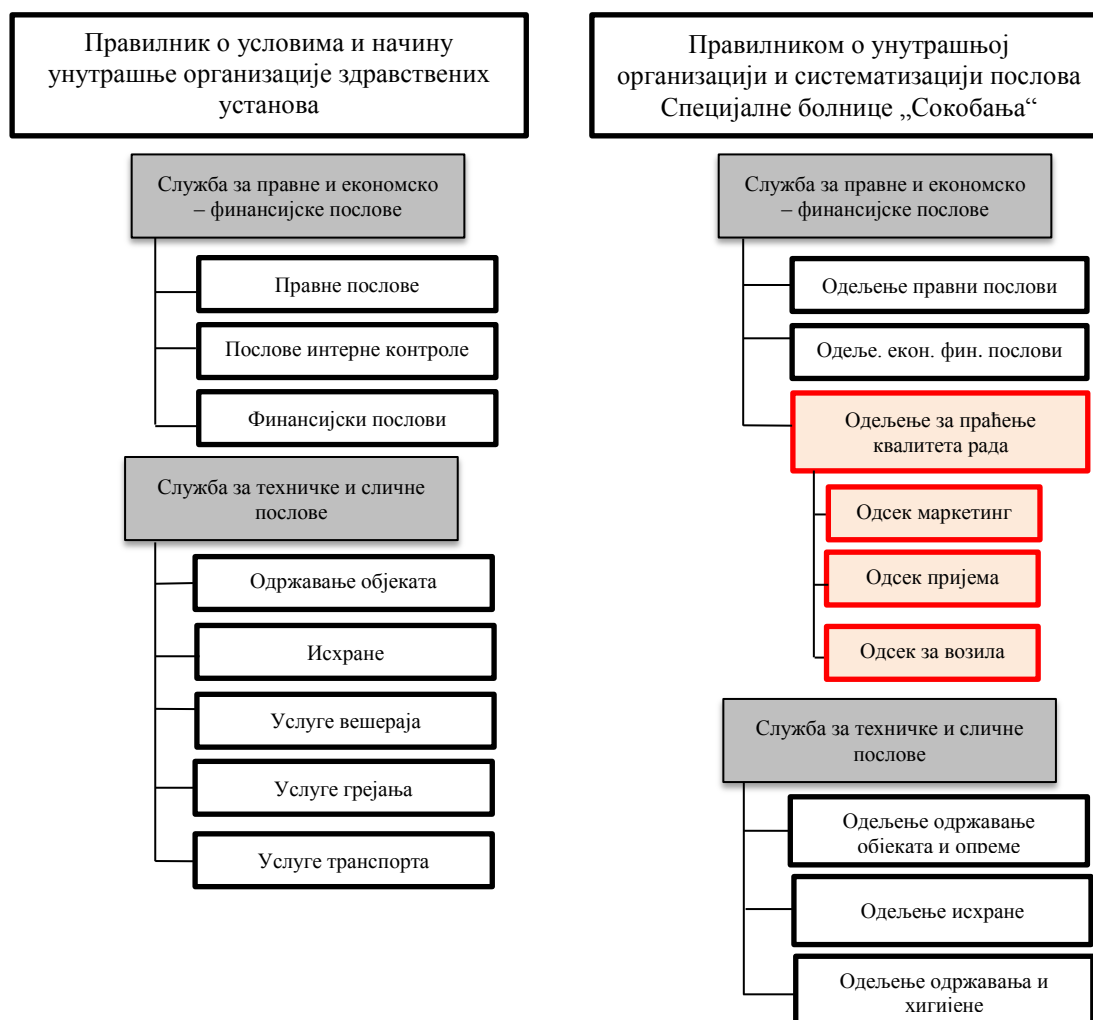 Правилник о условима и начину
унутрашње организације здравствених
установа
Служба за правне и економско
– финансијске послове
Правне послове
Послове интерне контроле
Финансијски послови
Служба за техничке и сличне
послове
Одржавање објеката
Исхране
Услуге вешераја
Услуге грејања
Услуге транспорта
Правилником о унутрашњој
организацији и систематизацији послова
Специјалне болнице „Сокобања“
Служба за правне и економско
– финансијске послове
Одељење правни послови
Одеље. екон. фин. послови
Одељење за праћење
квалитета рада
Одсек маркетинг
Одсек пријема
Одсек за возила
Служба за техничке и сличне
послове
Одељење одржавање
објеката и опреме
Одељење исхране
Одељење одржавања и
хигијене